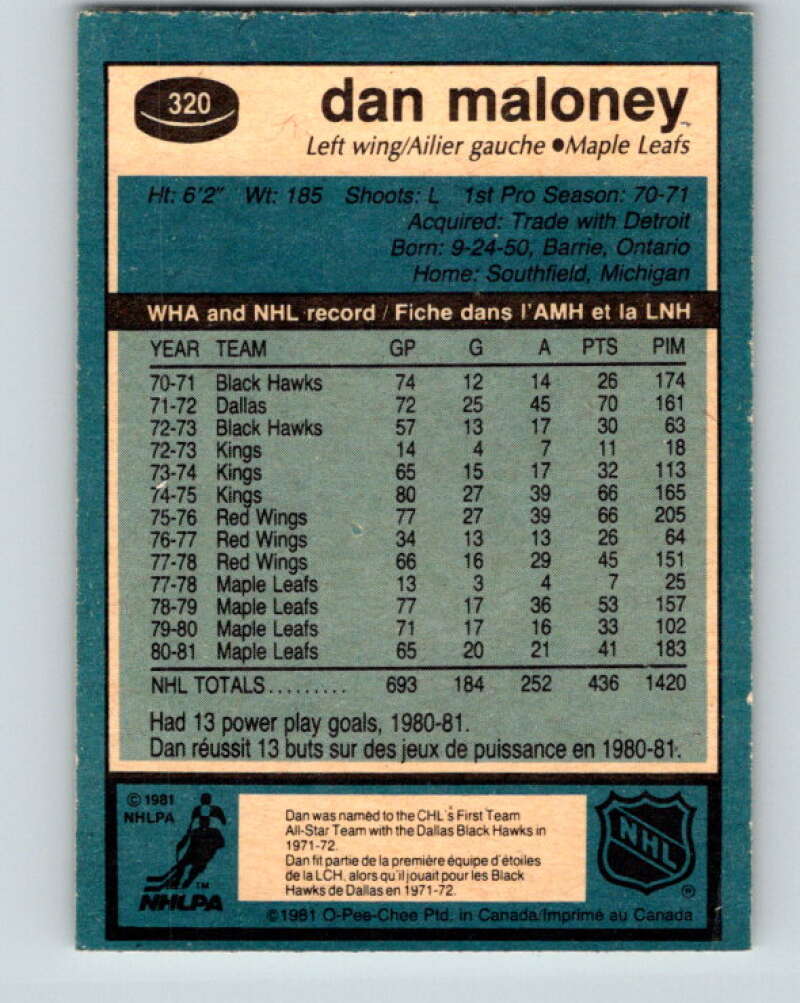 320
dan maloney
Left wing/Ailier gauche ●Maple Leafs
Ht: 6'2" Wt: 185 Shoots: L 1st Pro Season: 70-71
Acquired: Trade with Detroit
Born: 9-24-50, Barrie, Ontario
Home: Southfield, Michigan
WHA and NHL record / Fiche dans l'AMH et la LNH
YEAR TEAM GP G A PTS PIM
70-71 Black Hawks 74 12 14 26 174
71-72 Dallas 72 25 45 70 161
72-73 Black Hawks 57 13 17 30 63
72-73 Kings 14 4 7 11 18
73-74 Kings 65 15 17 32 113
74-75 Kings 80 27 39 66 165
75-76 Red Wings 77 27 39 66 205
76-77 Red Wings 34 13 13 26 64
77-78 Red Wings 66 16 29 45 151
77-78 Maple Leafs 13 3 4 7 25
78-79 Maple Leafs 77 17 36 53 157
79-80 Maple Leafs 71 17 16 33 102
80-81 Maple Leafs 65 20 21 41 183
NHL TOTALS......... 693 184 252 436 1420
Had 13 power play goals, 1980-81.
Dan réussit 13 buts sur des jeux de puissance en 1980-81.
© 1981
NHLPA
TM
NHLPA
Dan was named to the CHL's First Team
All-Star Team with the Dallas Black Hawks in
1971-72.
Dan fit partie de la première équipe d'étoiles
de la LCH, alors qu'il jouait pour les Black
Hawks de Dallas en 1971-72.
NHL
®
©1981 O-Pee-Chee Ptd. in Canada/Imprimé au Canada